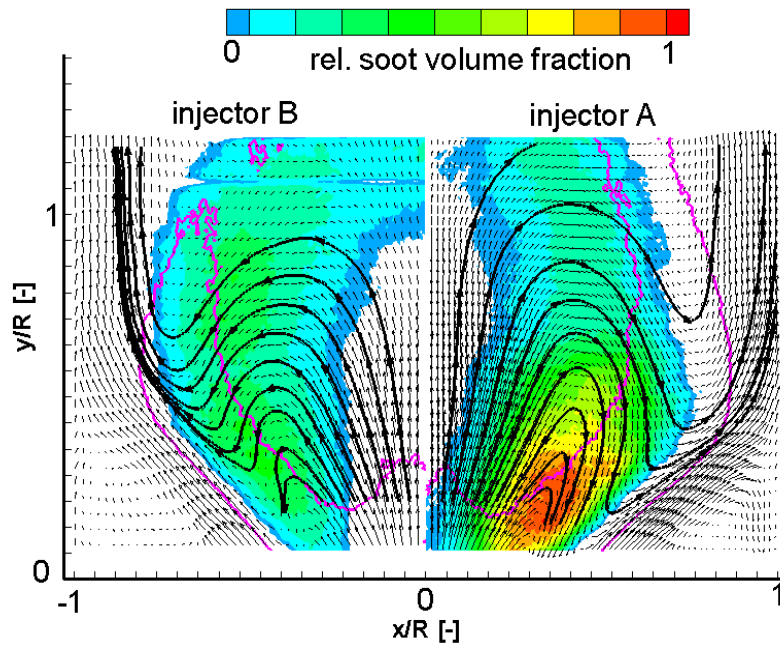 0 1
rel. soot volume fraction
injector B injector A
1
y/R [-]
0
-1 0 1
x/R [-]